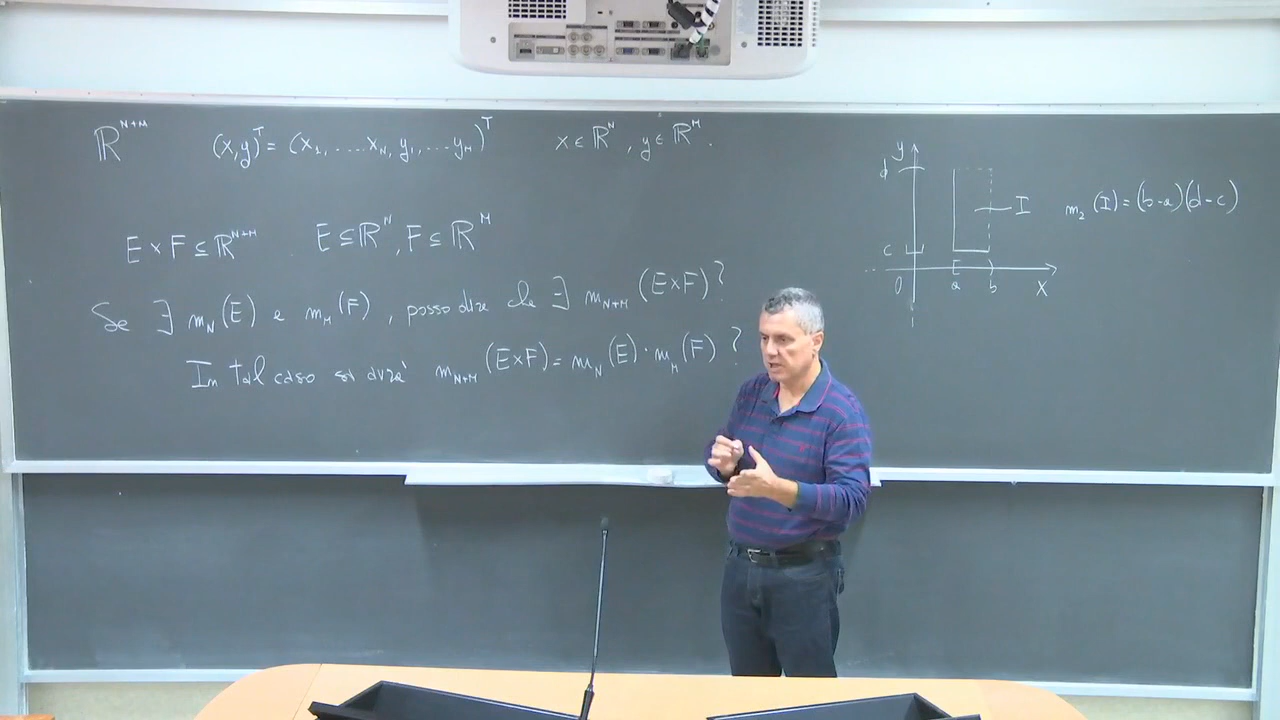 ℝ^{N+M} (x,y)^T = (x_1, ....x_N, y_1, ... y_M)^T x ∈ ℝ^N, y ∈ ℝ^M.
E × F ⊆ ℝ^{N+M} E ⊆ ℝ^N, F ⊆ ℝ^M
Se ∃ m_N(E) e m_M(F), posso dire che ∃ m_{N+M}(E×F)?
In tal caso si avrà m_{N+M}(E×F) = m_N(E) · m_M(F) ?
y
d
I m_2(I) = (b-a)(d-c)
c
0 a b x